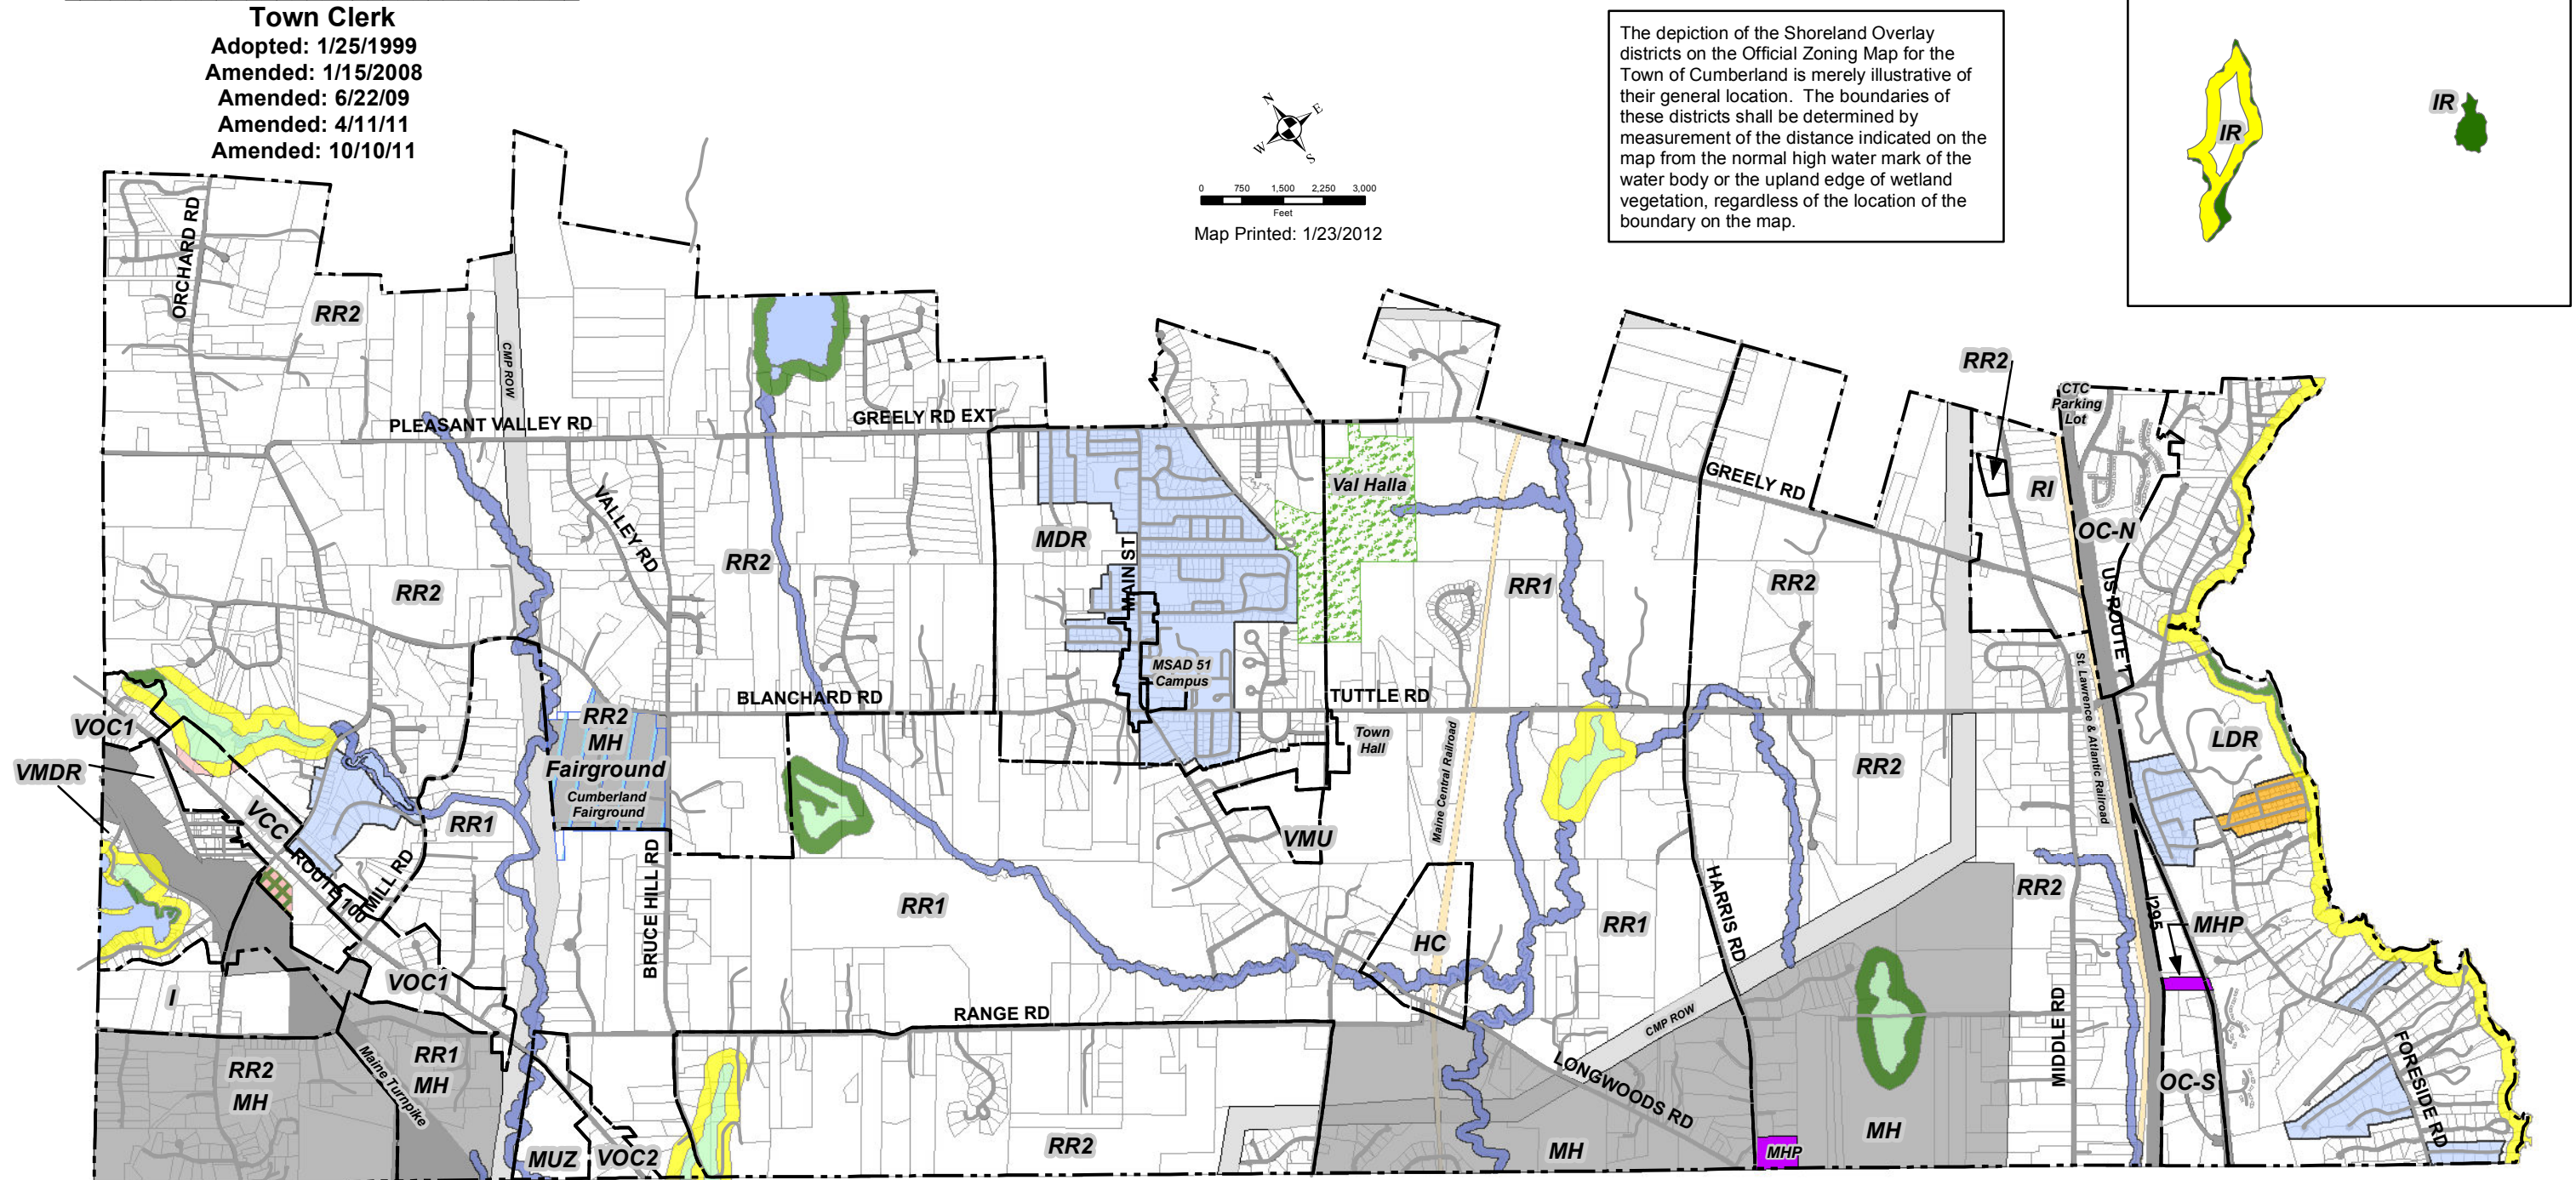 Town Clerk
Adopted: 1/25/1999
Amended: 1/15/2008
Amended: 6/22/09
Amended: 4/11/11
Amended: 10/10/11
N
E
W
S
0 750 1,500 2,250 3,000
Feet
Map Printed: 1/23/2012
The depiction of the Shoreland Overlay
districts on the Official Zoning Map for the
Town of Cumberland is merely illustrative of
their general location. The boundaries of
these districts shall be determined by
measurement of the distance indicated on the
map from the normal high water mark of the
water body or the upland edge of wetland
vegetation, regardless of the location of the
boundary on the map.
IR
IR
ORCHARD RD
RR2
CMP ROW
PLEASANT VALLEY RD
GREELY RD EXT
RR2
CTC
Parking
Lot
VALLEY RD
RR2
RR2
MDR
MAIN ST
Val Halla
GREELY RD
RI
OC-N
RR1
RR2
US ROUTE 1
MSAD 51
Campus
BLANCHARD RD
TUTTLE RD
St. Lawrence & Atlantic Railroad
VOC1
VMDR
RR2
MH
Fairground
Cumberland
Fairground
Town
Hall
Maine Central Railroad
RR2
LDR
VCC
ROUTE 100
MILL RD
RR1
BRUCE HILL RD
VMU
RR1
HC
RR1
HARRIS RD
RR2
I295
MHP
I
VOC1
RANGE RD
CMP ROW
MIDDLE RD
RR2
MH
Maine Turnpike
RR1
MH
MUZ
VOC2
RR2
LONGWOODS RD
MH
MHP
MH
OC-S
FORESIDE RD